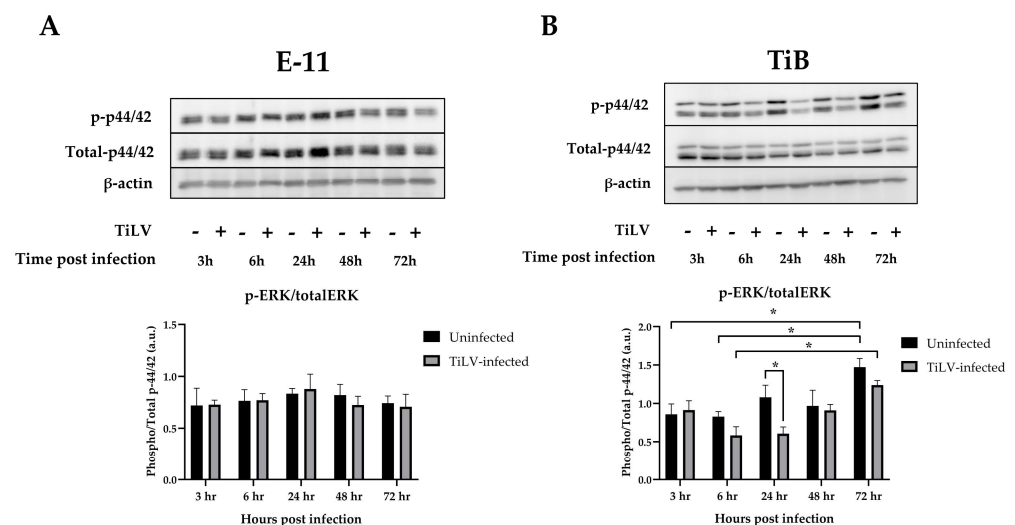 A
E-11
p-p44/42
Total-p44/42
β-actin
TiLV - + - + - + - + - +
Time post infection 3h 6h 24h 48h 72h
p-ERK/totalERK
Phospho/Total p-44/42 (a.u.)
1.5
1.0
0.5
0.0
3 hr 6 hr 24 hr 48 hr 72 hr
Hours post infection
Uninfected
TiLV-infected
B
TiB
p-p44/42
Total-p44/42
β-actin
TiLV - + - + - + - + - +
Time post infection 3h 6h 24h 48h 72h
p-ERK/totalERK
Phospho/Total p-44/42 (a.u.)
2.0
1.5
1.0
0.5
0.0
*
*
*
*
3 hr 6 hr 24 hr 48 hr 72 hr
Hours post infection
Uninfected
TiLV-infected